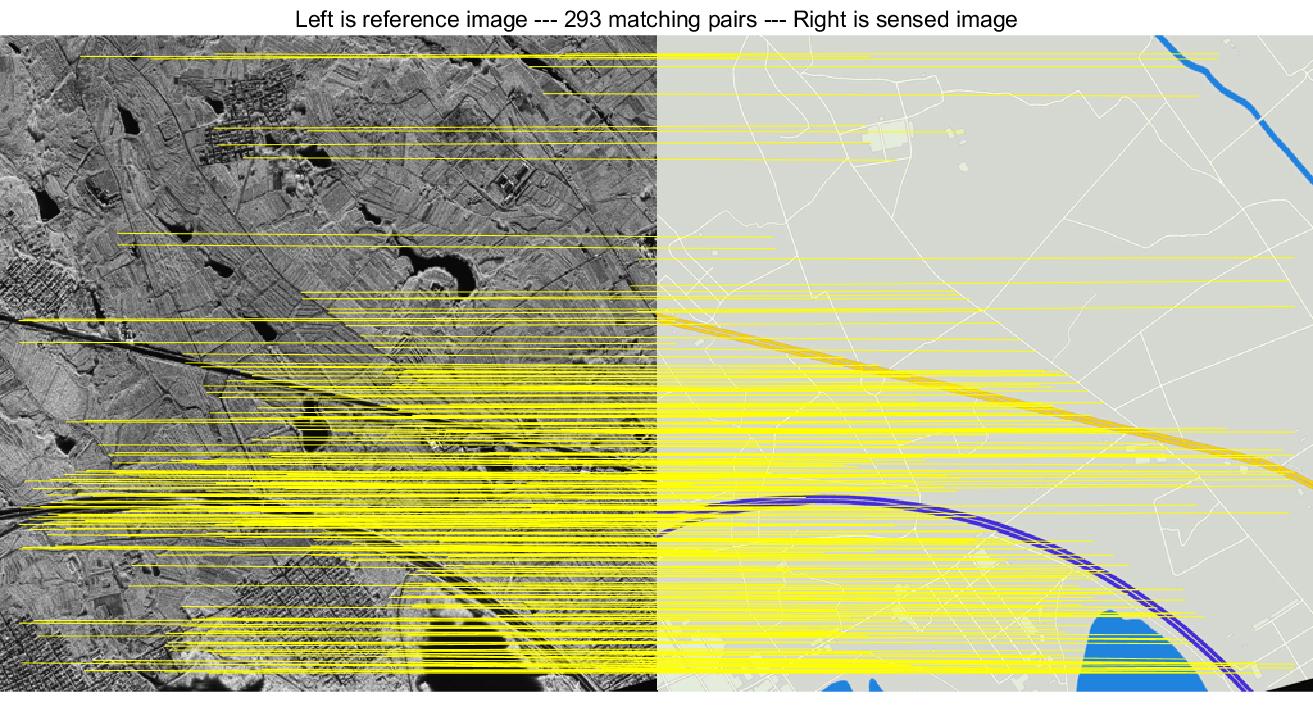 Left is reference image --- 293 matching pairs --- Right is sensed image